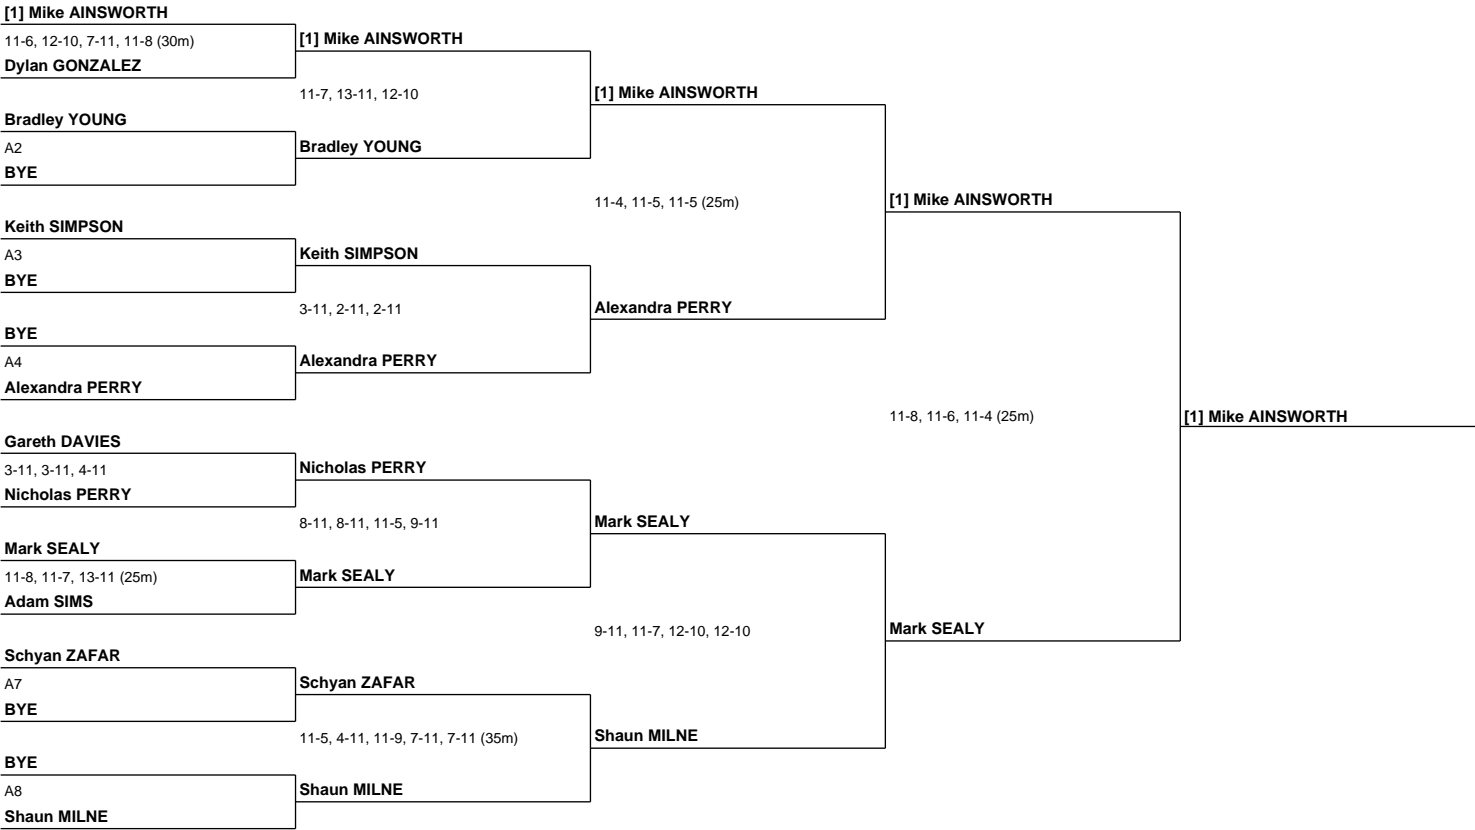 [1] Mike AINSWORTH
11-6, 12-10, 7-11, 11-8 (30m)
Dylan GONZALEZ
Bradley YOUNG
A2
BYE
Keith SIMPSON
A3
BYE
BYE
A4
Alexandra PERRY
Gareth DAVIES
3-11, 3-11, 4-11
Nicholas PERRY
Mark SEALY
11-8, 11-7, 13-11 (25m)
Adam SIMS
Schyan ZAFAR
A7
BYE
BYE
A8
Shaun MILNE
[1] Mike AINSWORTH
11-7, 13-11, 12-10
Bradley YOUNG
Keith SIMPSON
3-11, 2-11, 2-11
Alexandra PERRY
Nicholas PERRY
8-11, 8-11, 11-5, 9-11
Mark SEALY
Schyan ZAFAR
11-5, 4-11, 11-9, 7-11, 7-11 (35m)
Shaun MILNE
[1] Mike AINSWORTH
11-4, 11-5, 11-5 (25m)
Alexandra PERRY
Mark SEALY
9-11, 11-7, 12-10, 12-10
Shaun MILNE
[1] Mike AINSWORTH
11-8, 11-6, 11-4 (25m)
Mark SEALY
[1] Mike AINSWORTH